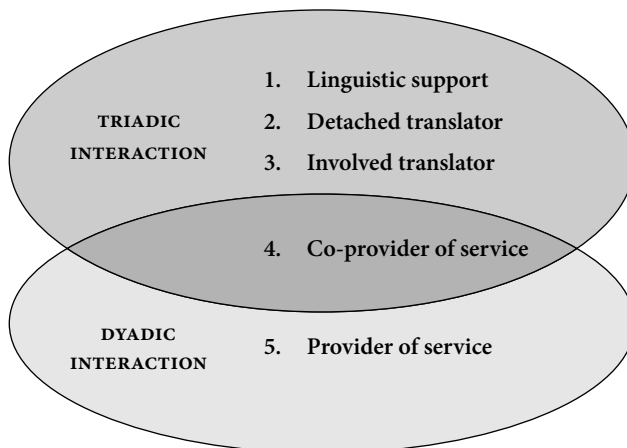 TRIADIC
INTERACTION
1. Linguistic support
2. Detached translator
3. Involved translator
4. Co-provider of service
DYADIC
INTERACTION
5. Provider of service